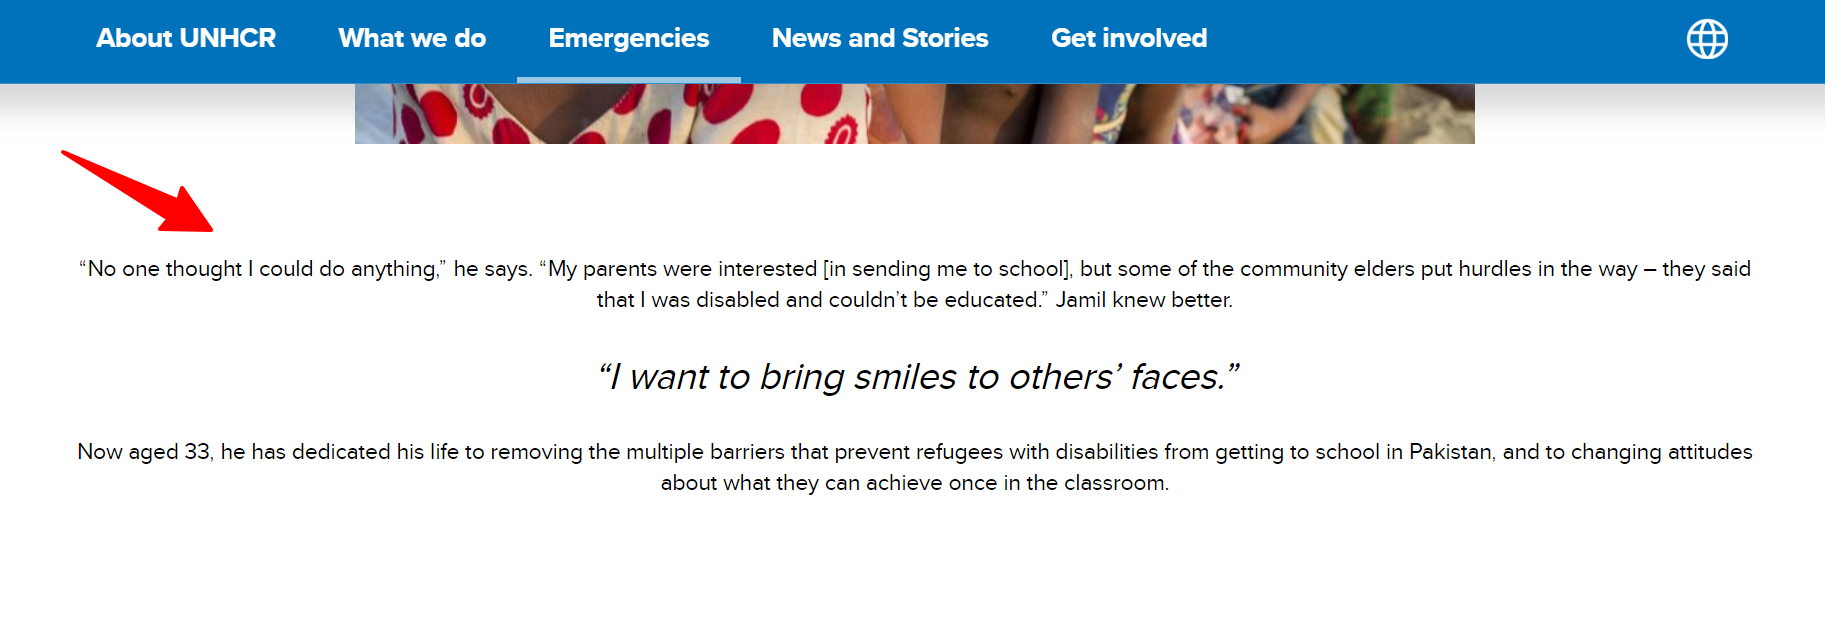 About UNHCR What we do Emergencies News and Stories Get involved
“No one thought I could do anything,” he says. “My parents were interested [in sending me to school], but some of the community elders put hurdles in the way – they said
that I was disabled and couldn’t be educated.” Jamil knew better.
“I want to bring smiles to others’ faces.”
Now aged 33, he has dedicated his life to removing the multiple barriers that prevent refugees with disabilities from getting to school in Pakistan, and to changing attitudes
about what they can achieve once in the classroom.